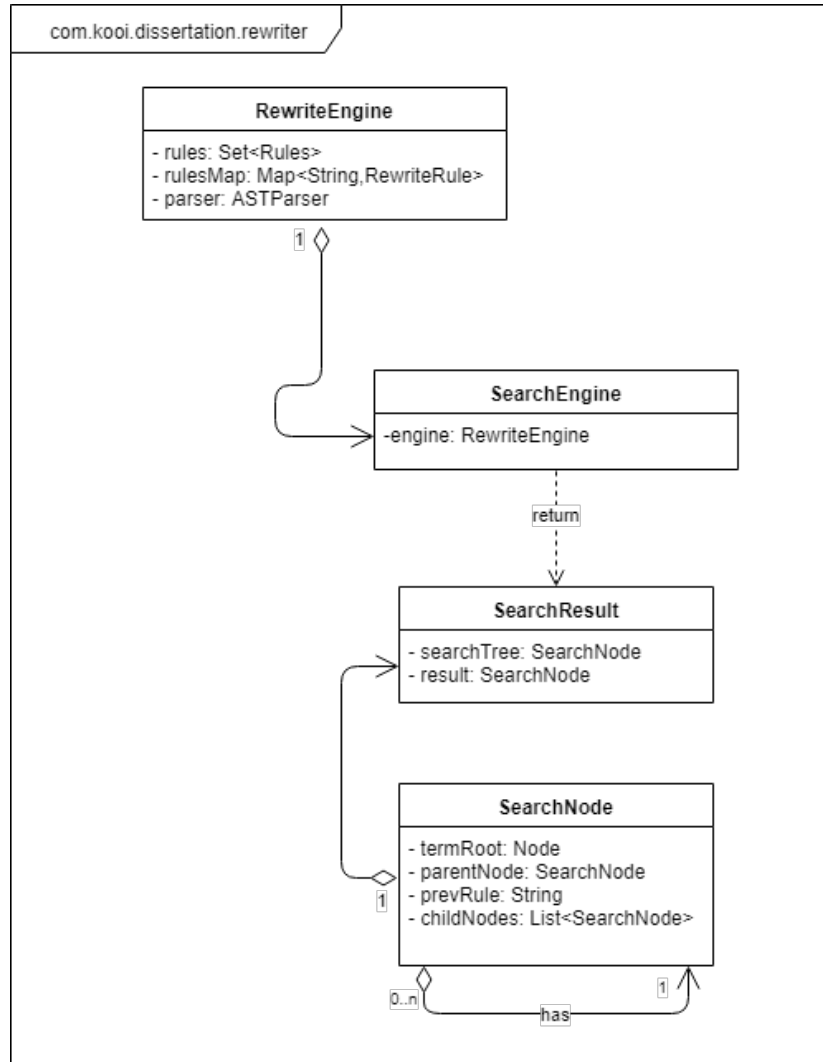 com.kooi.dissertation.rewriter
RewriteEngine
- rules: Set<Rules>
- rulesMap: Map<String,RewriteRule>
- parser: ASTParser
1
SearchEngine
-engine: RewriteEngine
return
SearchResult
- searchTree: SearchNode
- result: SearchNode
SearchNode
- termRoot: Node
- parentNode: SearchNode
- prevRule: String
- childNodes: List<SearchNode>
1
0..n
1
has